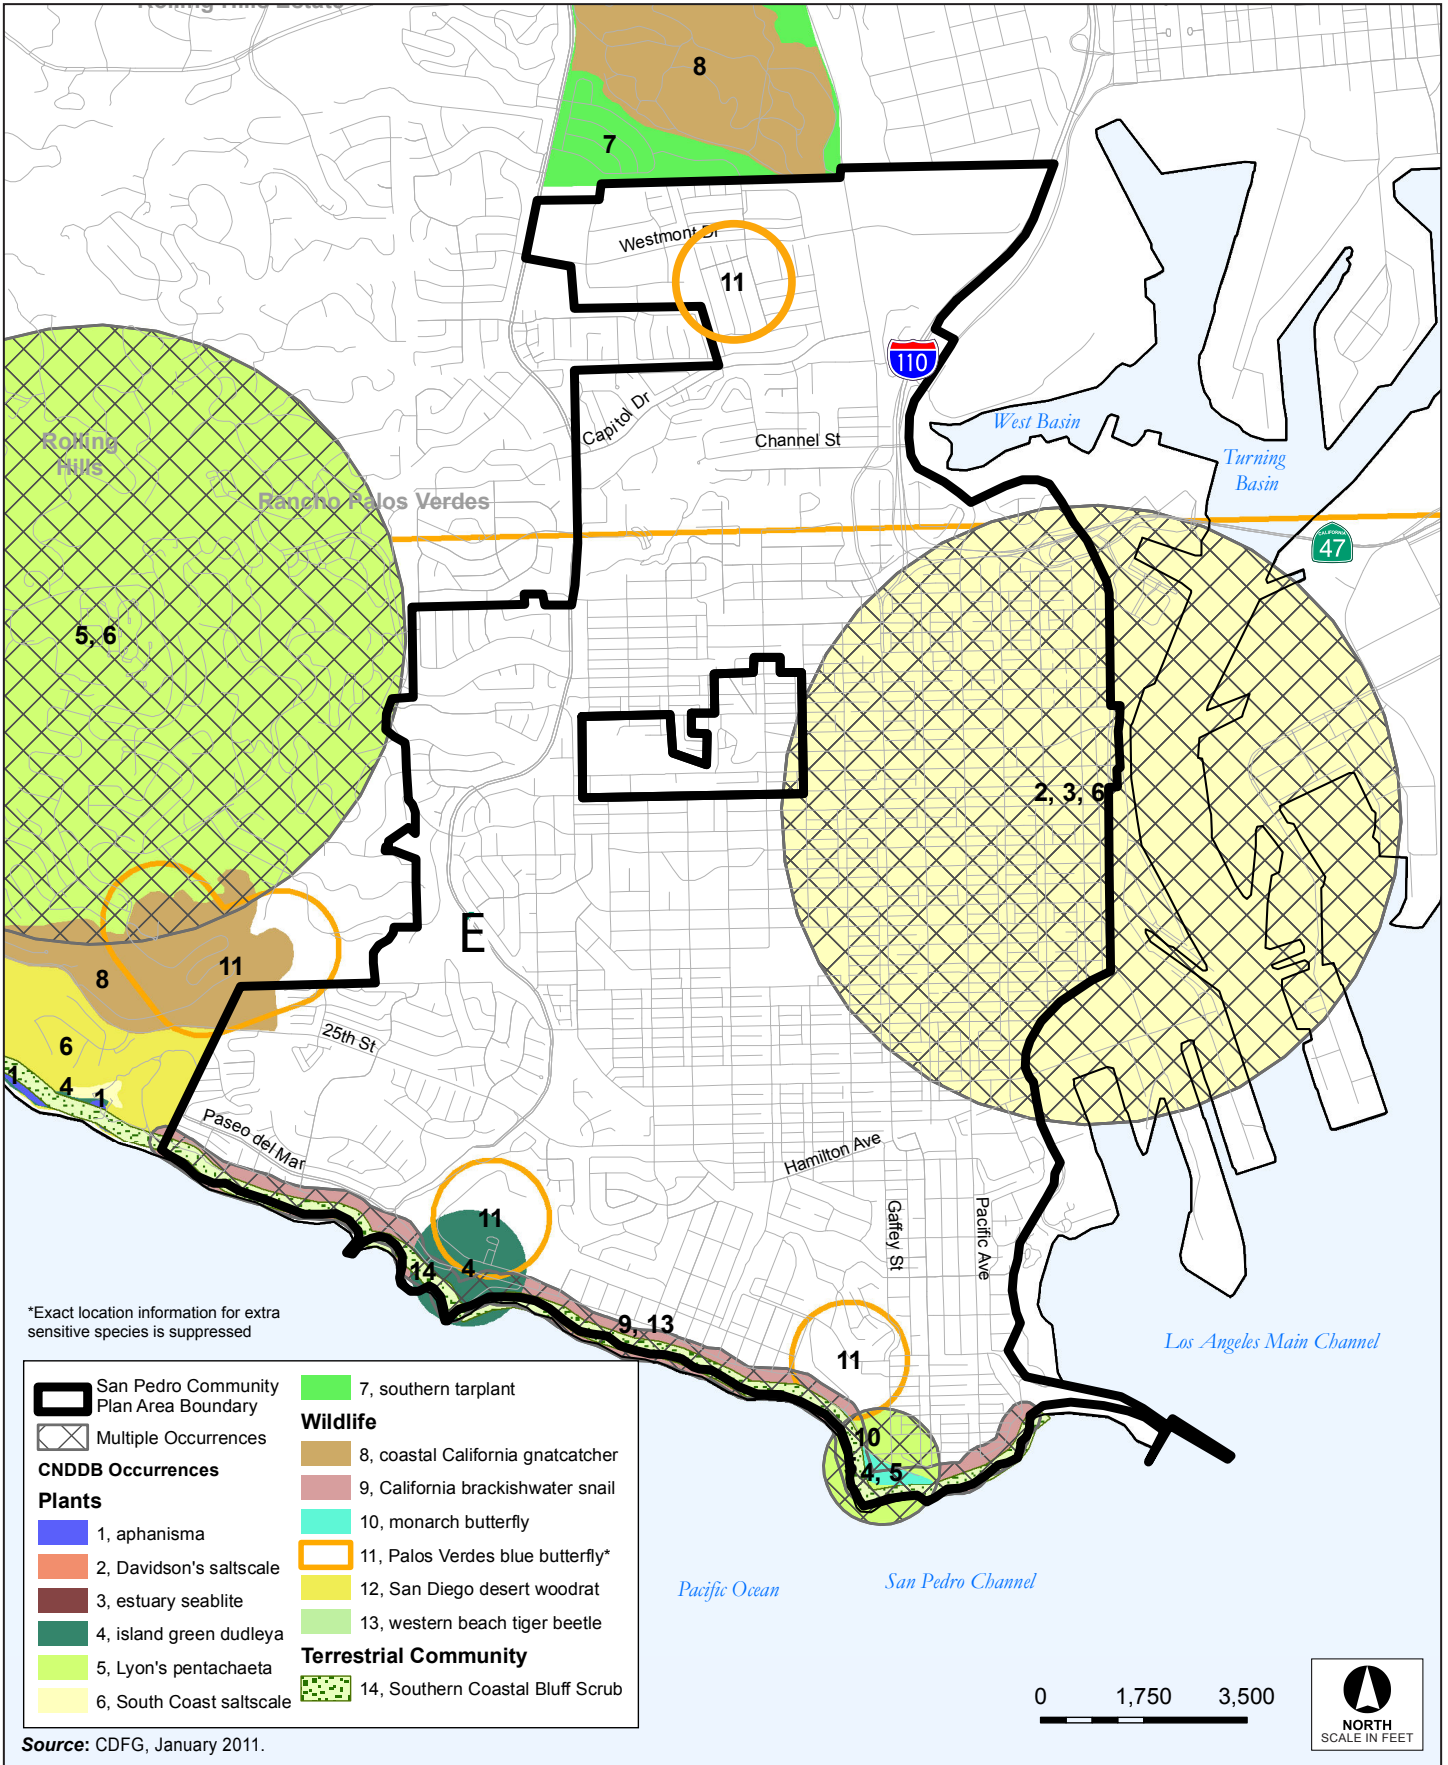 Rolling Hills Estate
8
7
Westmont Dr
11
110
Capitol Dr
Channel St
West Basin
Turning
Basin
Rolling
Hills
Rancho Palos Verdes
CALIFORNIA
47
5, 6
2, 3, 6
E
11
8
25th St
6
1
4
1
Paseo del Mar
Hamilton Ave
Gaffey St
Pacific Ave
11
14
4
9, 13
11
10
4, 5
Los Angeles Main Channel
Pacific Ocean
San Pedro Channel
*Exact location information for extra
sensitive species is suppressed
San Pedro Community
Plan Area Boundary
Multiple Occurrences
CNDDB Occurrences
Plants
1, aphanisma
2, Davidson's saltscale
3, estuary seablite
4, island green dudleya
5, Lyon's pentachaeta
6, South Coast saltscale
7, southern tarplant
Wildlife
8, coastal California gnatcatcher
9, California brackishwater snail
10, monarch butterfly
11, Palos Verdes blue butterfly*
12, San Diego desert woodrat
13, western beach tiger beetle
Terrestrial Community
14, Southern Coastal Bluff Scrub
0 1,750 3,500
NORTH
SCALE IN FEET
Source: CDFG, January 2011.